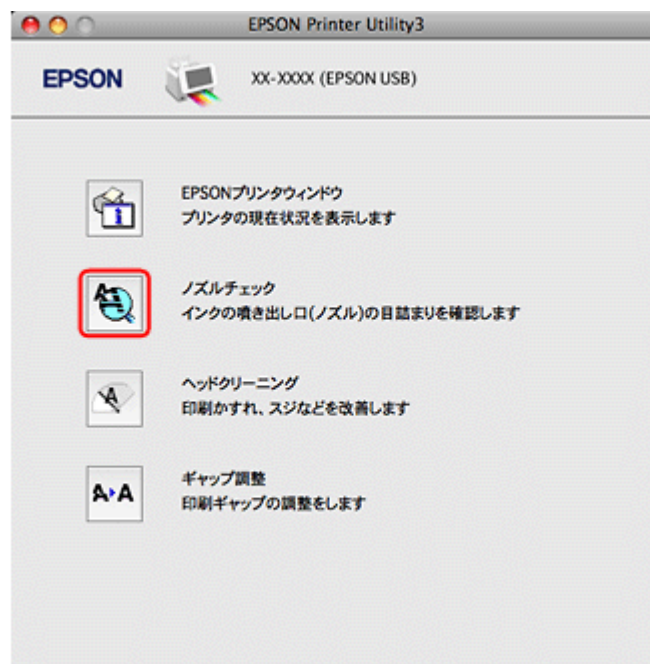 EPSON Printer Utility3
EPSON
XX-XXXX (EPSON USB)
EPSONプリンタウィンドウ
プリンタの現在状況を表示します
ノズルチェック
インクの噴き出し口(ノズル)の目詰まりを確認します
ヘッドクリーニング
印刷かすれ、スジなどを改善します
ギャップ調整
印刷ギャップの調整をします